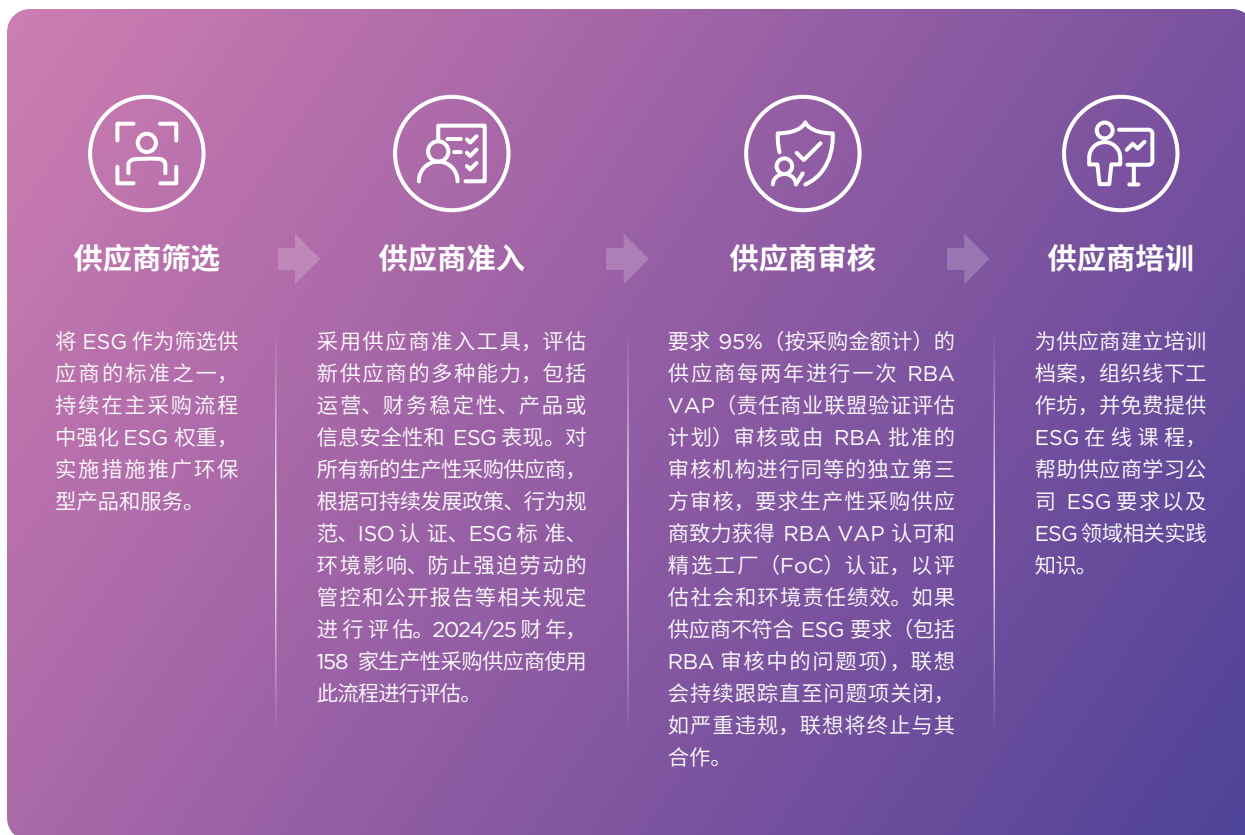 供应商筛选
将 ESG 作为筛选供
应商的标准之一，
持续在主采购流程
中强化 ESG 权重，
实施措施推广环保
型产品和服务。
供应商准入
采用供应商准入工具，评估
新供应商的多种能力，包括
运营、财务稳定性、产品或
信息安全性和 ESG 表现。对
所有新的生产性采购供应商，
根据可持续发展政策、行为规
范、ISO 认 证、ESG 标 准、
环境影响、防止强迫劳动的
管控和公开报告等相关规定
进 行 评估。2024/25 财 年，
158 家生产性采购供应商使用
此流程进行评估。
供应商审核
要求 95%（按采购金额计）的
供应商每两年进行一次 RBA
VAP（责任商业联盟验证评估
计划）审核或由 RBA 批准的
审核机构进行同等的独立第三
方审核，要求生产性采购供应
商致力获得 RBA VAP 认可和
精选工厂（FoC）认证，以评
估社会和环境责任绩效。如果
供应商不符合 ESG 要求（包括
RBA 审核中的问题项），联想
会持续跟踪直至问题项关闭，
如严重违规，联想将终止与其
合作。
供应商培训
为供应商建立培训
档案，组织线下工
作坊，并免费提供
ESG 在 线 课 程，
帮助供应商学习公
司 ESG 要求以及
ESG 领域相关实践
知识。